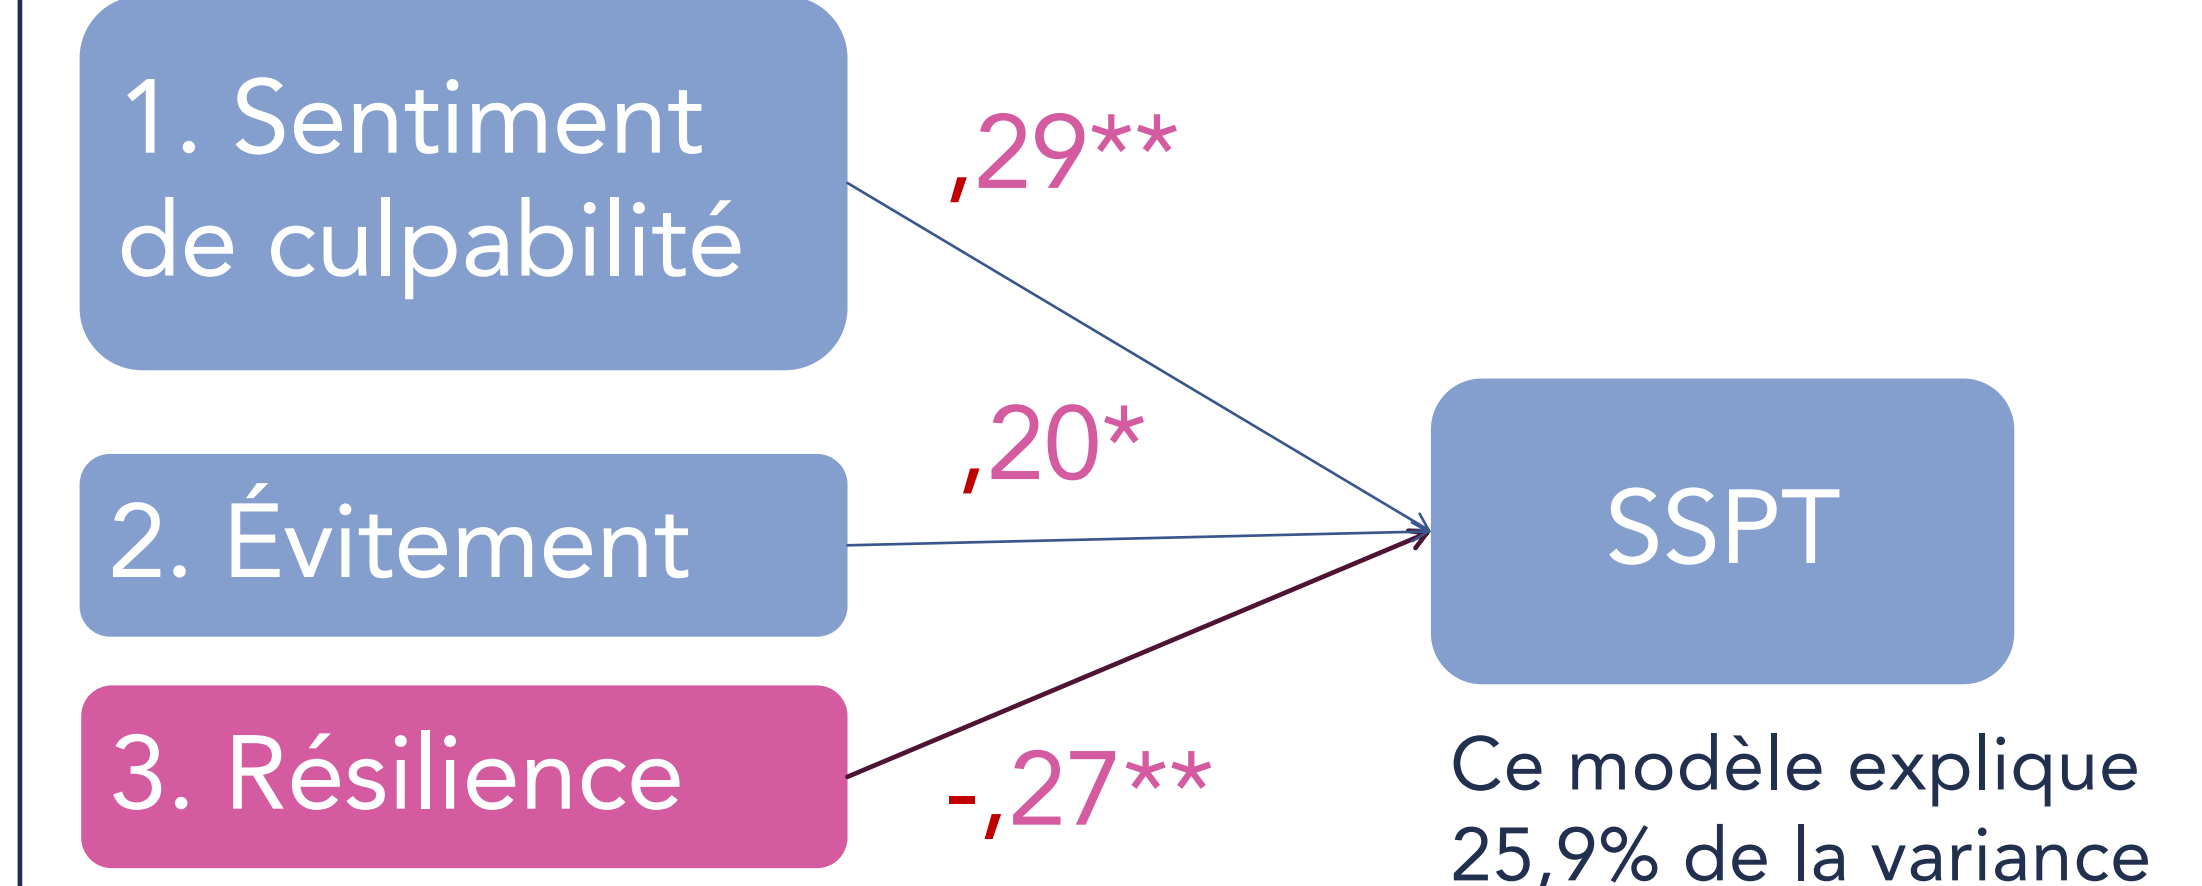 1. Sentiment
de culpabilité
,29**
,20*
2. Évitement
SSPT
3. Résilience
-,27**
Ce modèle explique
25,9% de la variance